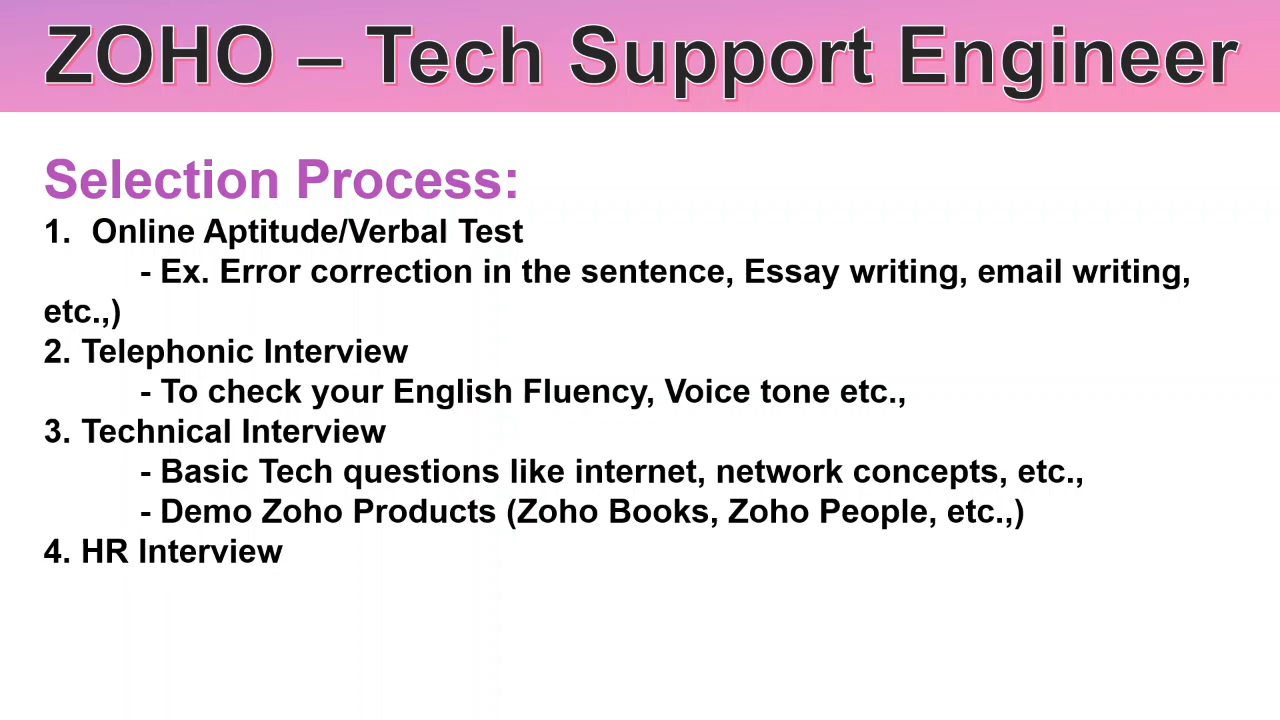 ZOHO – Tech Support Engineer
Selection Process:
1. Online Aptitude/Verbal Test
- Ex. Error correction in the sentence, Essay writing, email writing,
etc.,)
2. Telephonic Interview
- To check your English Fluency, Voice tone etc.,
3. Technical Interview
- Basic Tech questions like internet, network concepts, etc.,
- Demo Zoho Products (Zoho Books, Zoho People, etc.,)
4. HR Interview